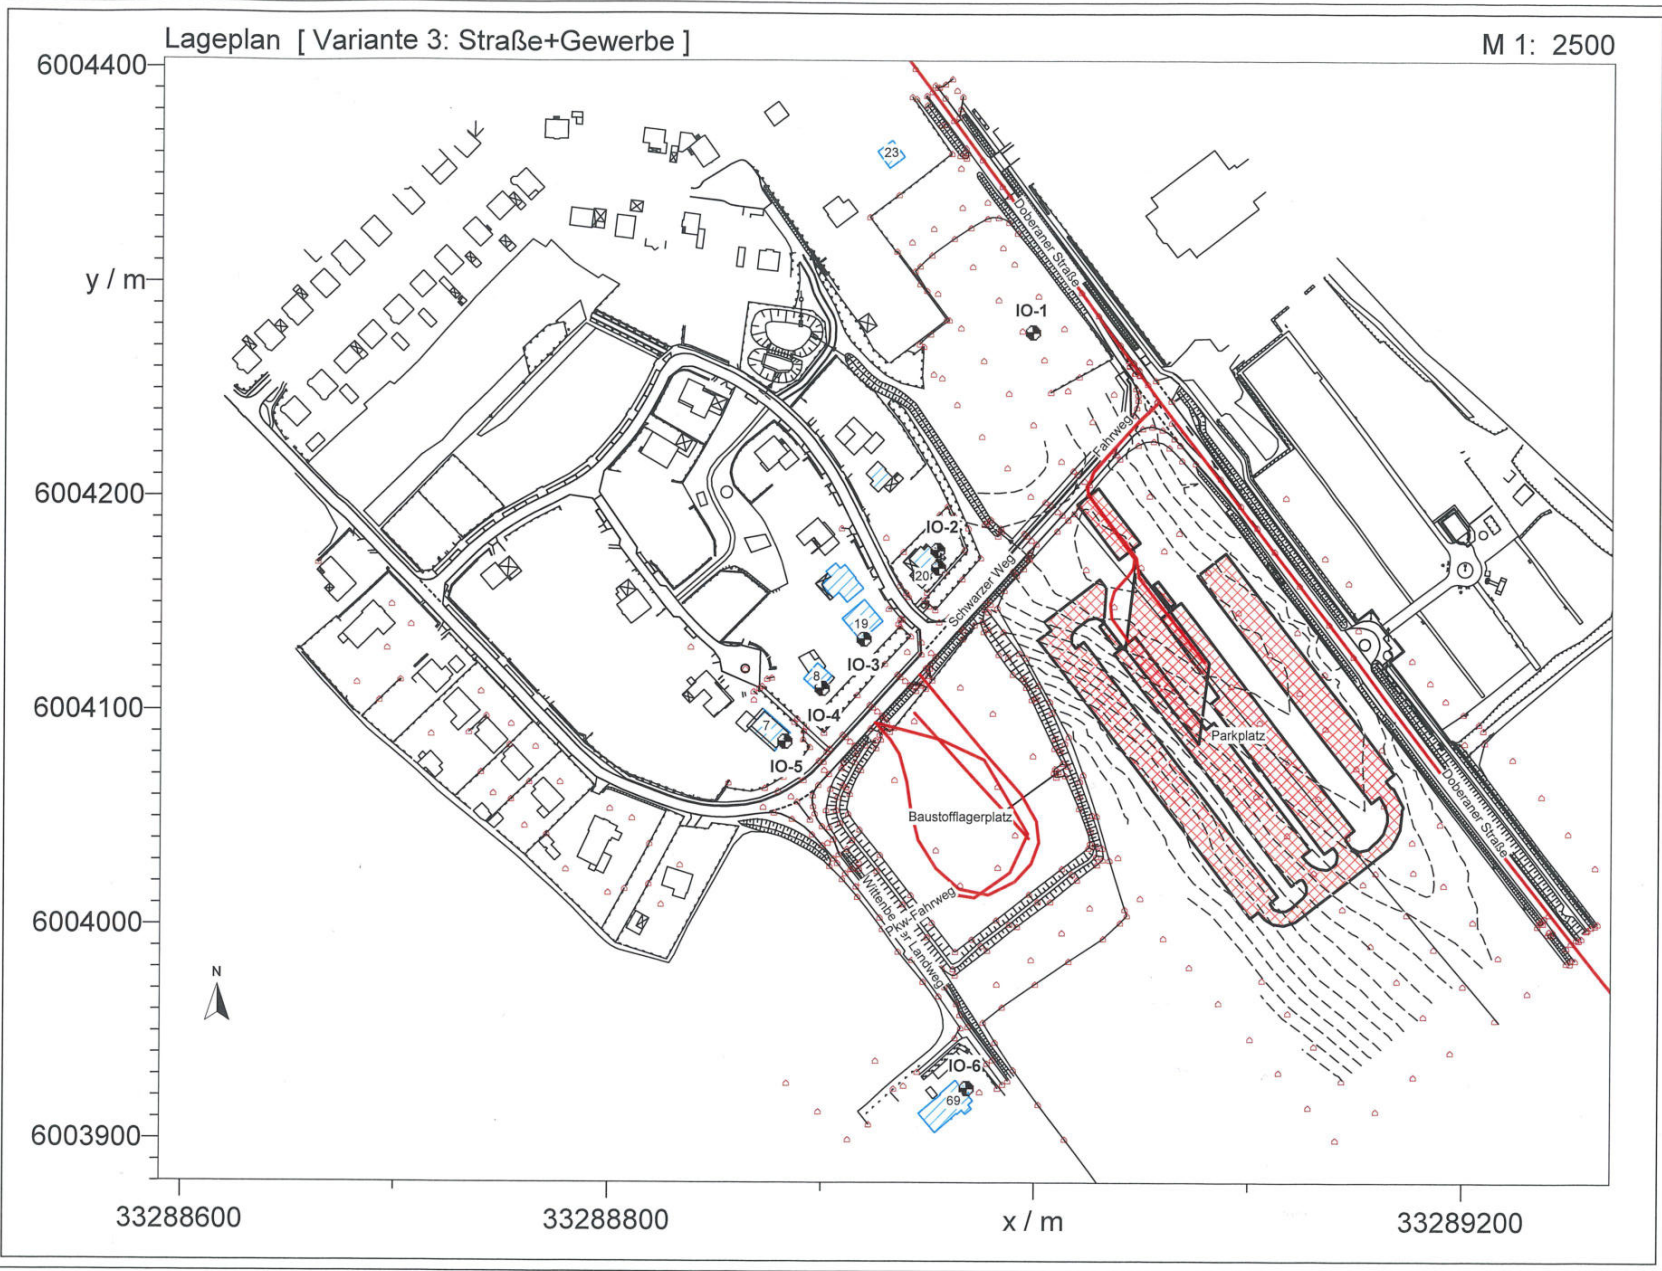 Lageplan [ Variante 3: Straße+Gewerbe ]
M 1: 2500
6004400
y / m
6004200
6004100
6004000
6003900
23
Doberaner Straße
IO-1
Fahrweg
IO-2
20
Schwarzer Weg
19
IO-3
8
IO-4
7
IO-5
Parkplatz
Baustofflagerplatz
Doberaner Straße
Pkw-Fahrweg
Landweg
N
IO-6
69
33288600
33288800
x / m
33289200